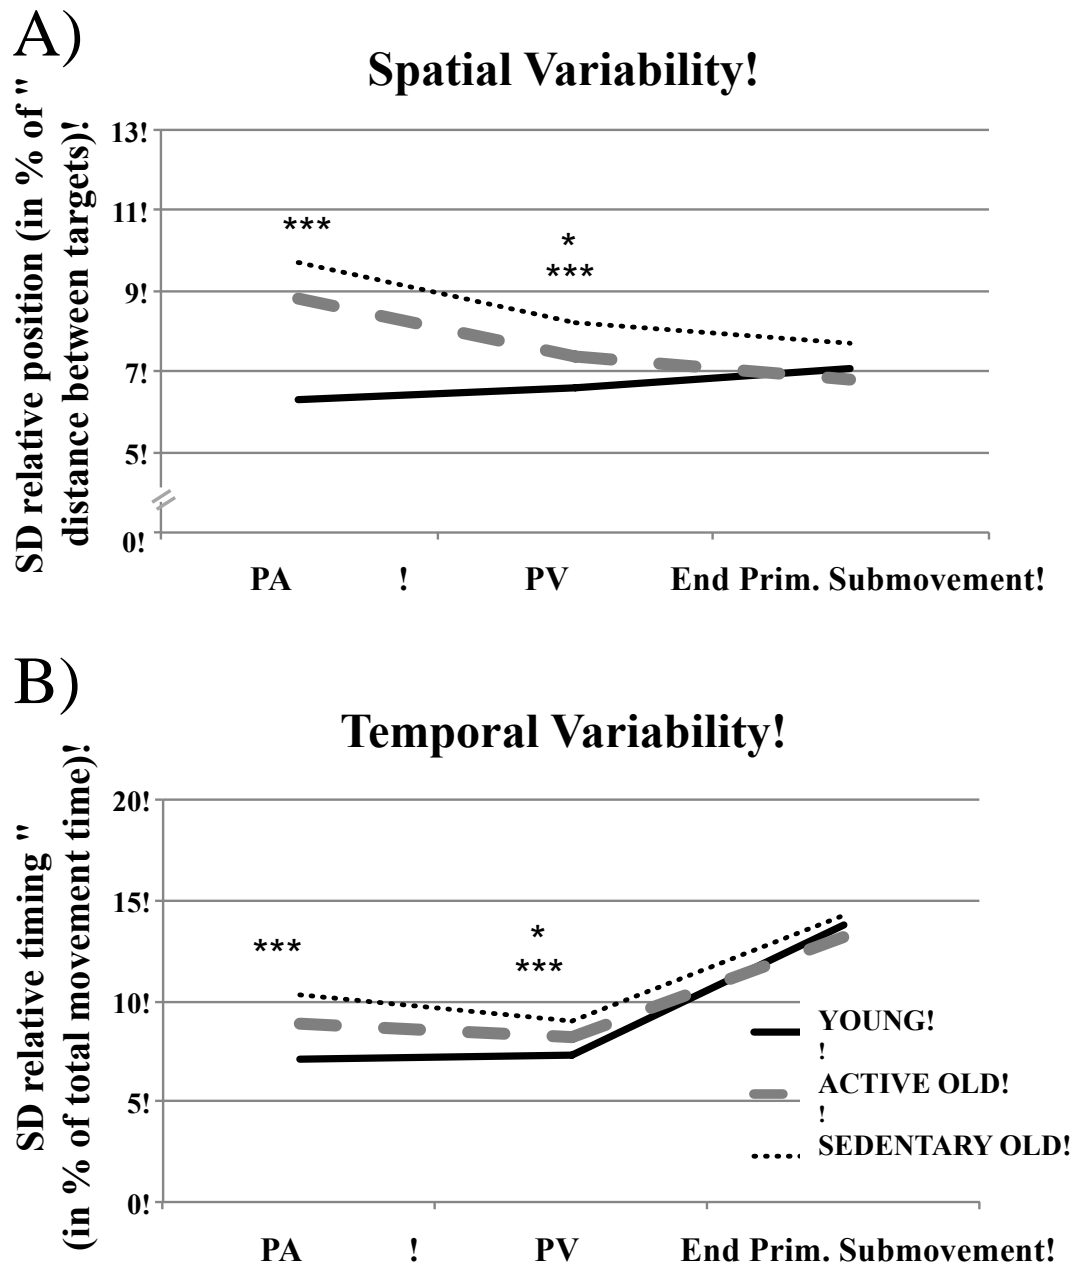 A)
Spatial Variability!
SD relative position (in % of "
distance between targets)!
13!
11!
***
*
***
9!
7!
5!
0!
PA ! PV End Prim. Submovement!
B)
Temporal Variability!
SD relative timing "
(in % of total movement time)!
20!
15!
***
*
***
10!
5!
0!
YOUNG!
!
ACTIVE OLD!
!
SEDENTARY OLD!
PA ! PV End Prim. Submovement!